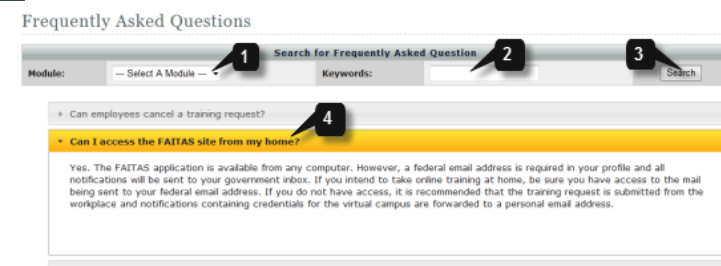 Frequently Asked Questions
Search for Frequently Asked Question
1
2
3
Module:
--- Select A Module ---
Keywords:
Search
Can employees cancel a training request?
4
Can I access the FAITAS site from my home?
Yes. The FAITAS application is available from any computer. However, a federal email address is required in your profile and all
notifications will be sent to your government inbox. If you intend to take online training at home, be sure you have access to the mail
being sent to your federal email address. If you do not have access, it is recommended that the training request is submitted from the
workplace and notifications containing credentials for the virtual campus are forwarded to a personal email address.